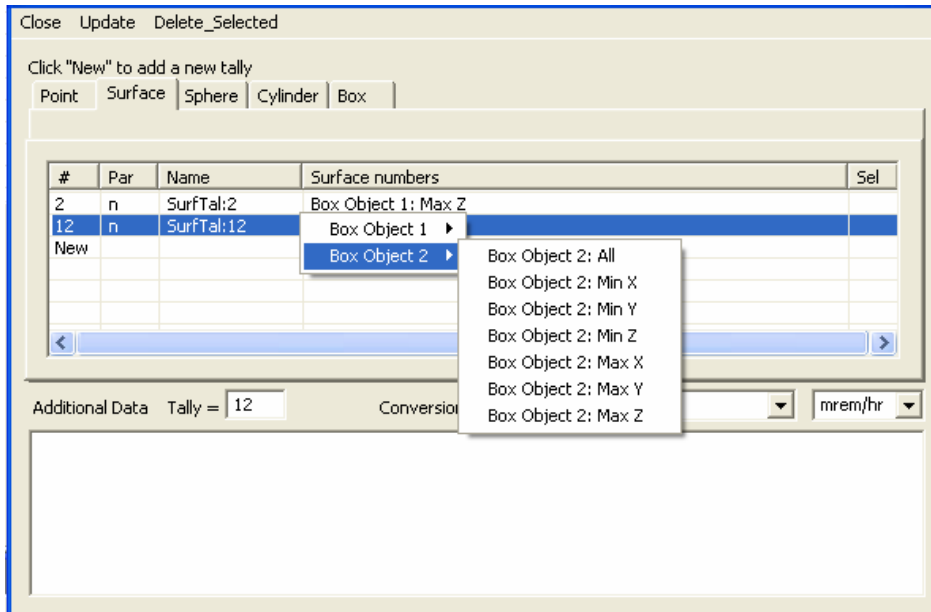 Close Update Delete_Selected
Click "New" to add a new tally
Point Surface Sphere Cylinder Box
# Par Name Surface numbers Sel
2 n SurfTal:2 Box Object 1: Max Z
12 n SurfTal:12
Box Object 1
New
Box Object 2
Box Object 2: All
Box Object 2: Min X
Box Object 2: Min Y
Box Object 2: Min Z
Box Object 2: Max X
Box Object 2: Max Y
Box Object 2: Max Z
Additional Data Tally = 12 Conversio mrem/hr